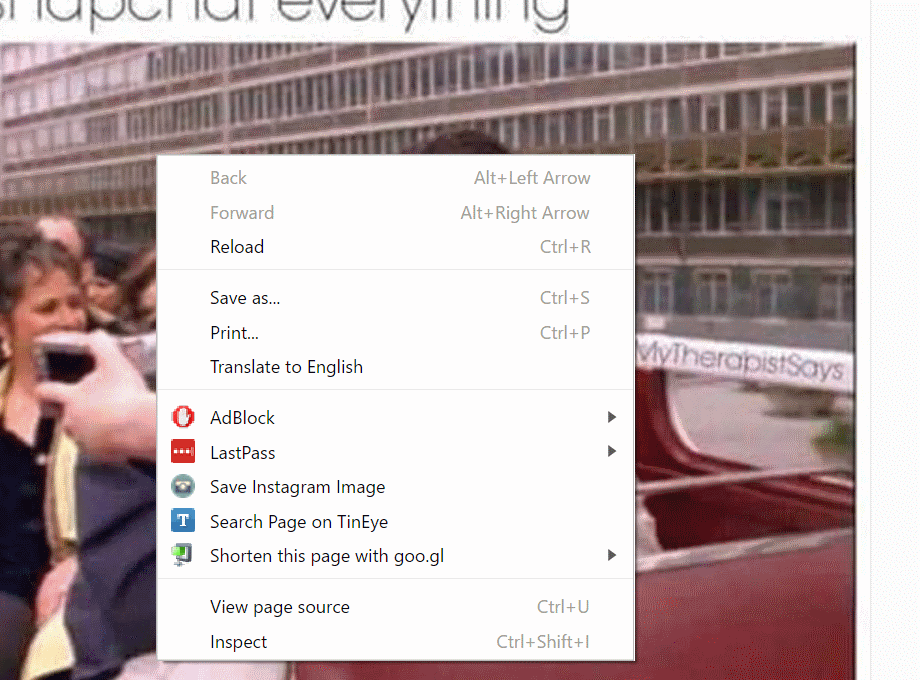 snapchat everything
Back Alt+Left Arrow
Forward Alt+Right Arrow
Reload Ctrl+R
Save as... Ctrl+S
Print... Ctrl+P
Translate to English
MyTherapistSays
AdBlock
LastPass
Save Instagram Image
T Search Page on TinEye
Shorten this page with goo.gl
View page source Ctrl+U
Inspect Ctrl+Shift+I